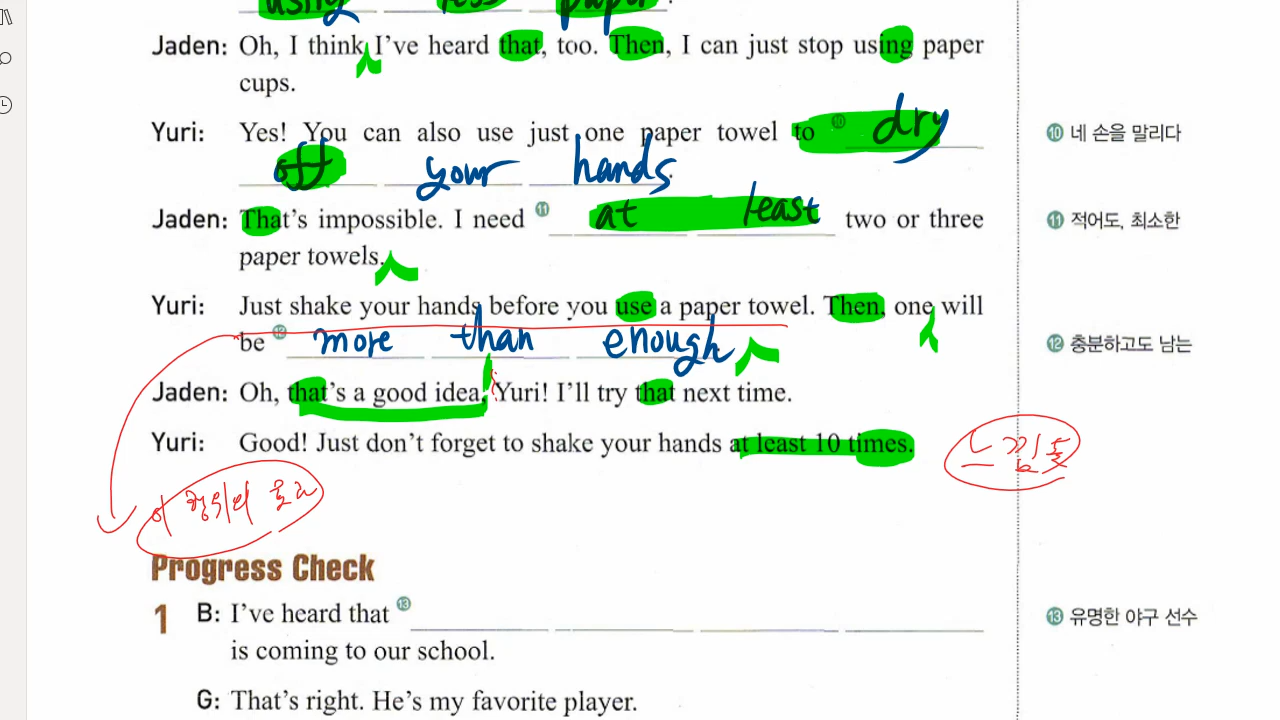 using less paper.
Jaden: Oh, I think I've heard that, too. Then, I can just stop using paper
cups.
Yuri: Yes! You can also use just one paper towel to ⑩ dry
off your hands.
⑩ 네 손을 말리다
Jaden: That's impossible. I need ⑪ at least two or three
⑪ 적어도, 최소한
paper towels.
Yuri: Just shake your hands before you use a paper towel. Then, one will
be ⑫ more than enough.
⑫ 충분하고도 남는
Jaden: Oh, that's a good idea, Yuri! I'll try that next time.
Yuri: Good! Just don't forget to shake your hands at least 10 times.
느낌표
Progress Check
1 B: I've heard that ⑬
⑬ 유명한 야구 선수
is coming to our school.
G: That's right. He's my favorite player.